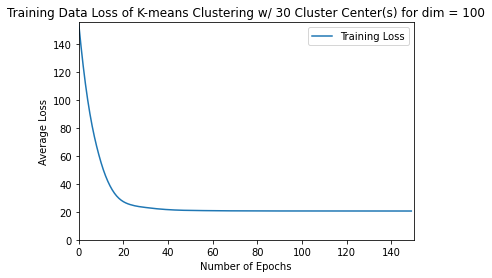 Training Data Loss of K-means Clustering w/ 30 Cluster Center(s) for dim = 100
Training Loss
Average Loss
140
120
100
80
60
40
20
0
0 20 40 60 80 100 120 140
Number of Epochs